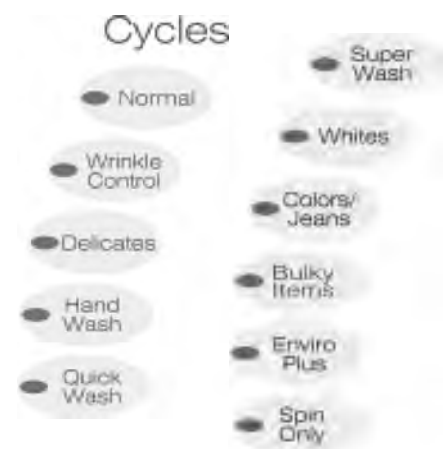 Cycles
Normal
Wrinkle
Control
Delicates
Hand
Wash
Quick
Wash
Super
Wash
Whites
Colors/
Jeans
Bulky
Items
Enviro
Plus
Spin
Only